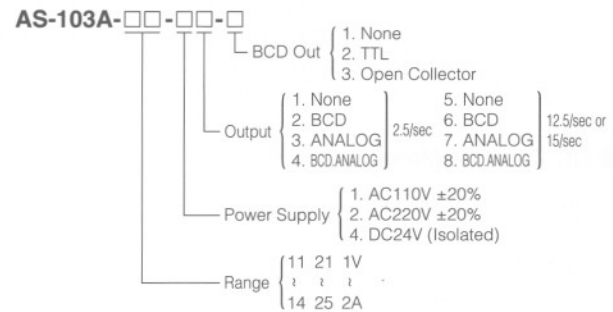 AS-103A-□□-□□-□
BCD Out
1. None
2. TTL
3. Open Collector
Output
1. None
2. BCD
3. ANALOG
4. BCD.ANALOG
2.5/sec
5. None
6. BCD
7. ANALOG
8. BCD.ANALOG
12.5/sec or
15/sec
Power Supply
1. AC110V ±20%
2. AC220V ±20%
4. DC24V (Isolated)
Range
11 21 1V
≀ ≀ ≀
14 25 2A